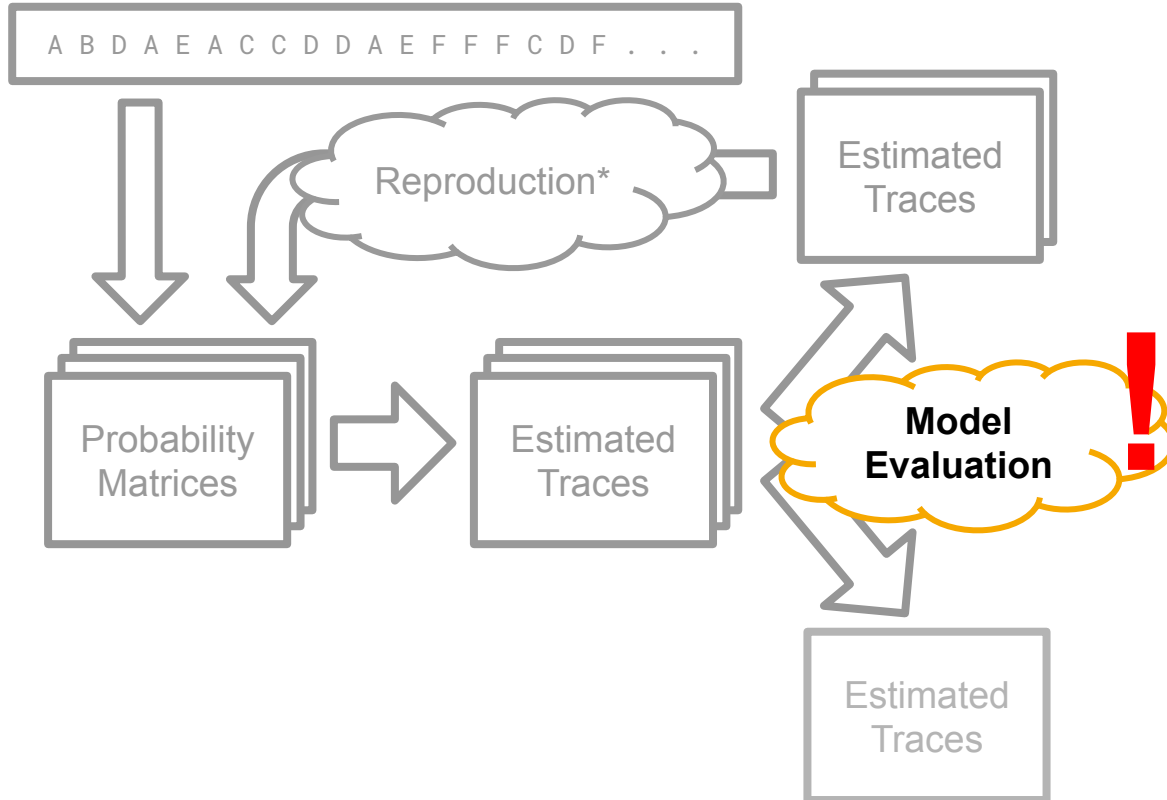 A B D A E A C C D D A E F F F C D F . . .
Reproduction*
Estimated
Traces
Probability
Matrices
Estimated
Traces
Model
Evaluation
!
Estimated
Traces